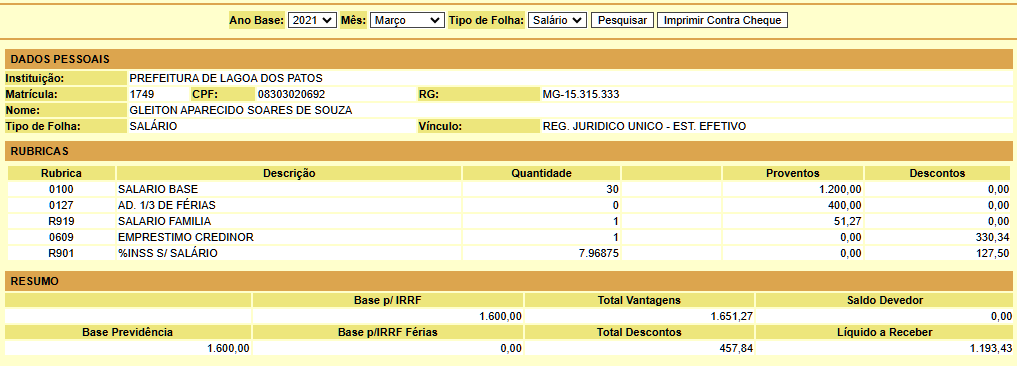 Ano Base: 2021 Mês: Março Tipo de Folha: Salário Pesquisar Imprimir Contra Cheque
DADOS PESSOAIS
Instituição: PREFEITURA DE LAGOA DOS PATOS
Matrícula: 1749 CPF: 08303020692 RG: MG-15.315.333
Nome: GLEITON APARECIDO SOARES DE SOUZA
Tipo de Folha: SALÁRIO Vínculo: REG. JURIDICO UNICO - EST. EFETIVO
RUBRICAS
Rubrica Descrição Quantidade Proventos Descontos
0100 SALARIO BASE 30 1.200,00 0,00
0127 AD. 1/3 DE FÉRIAS 0 400,00 0,00
R919 SALARIO FAMILIA 1 51,27 0,00
0609 EMPRESTIMO CREDINOR 1 0,00 330,34
R901 %INSS S/ SALÁRIO 7.96875 0,00 127,50
RESUMO
Base p/ IRRF Total Vantagens Saldo Devedor
1.600,00 1.651,27 0,00
Base Previdência Base p/IRRF Férias Total Descontos Líquido a Receber
1.600,00 0,00 457,84 1.193,43